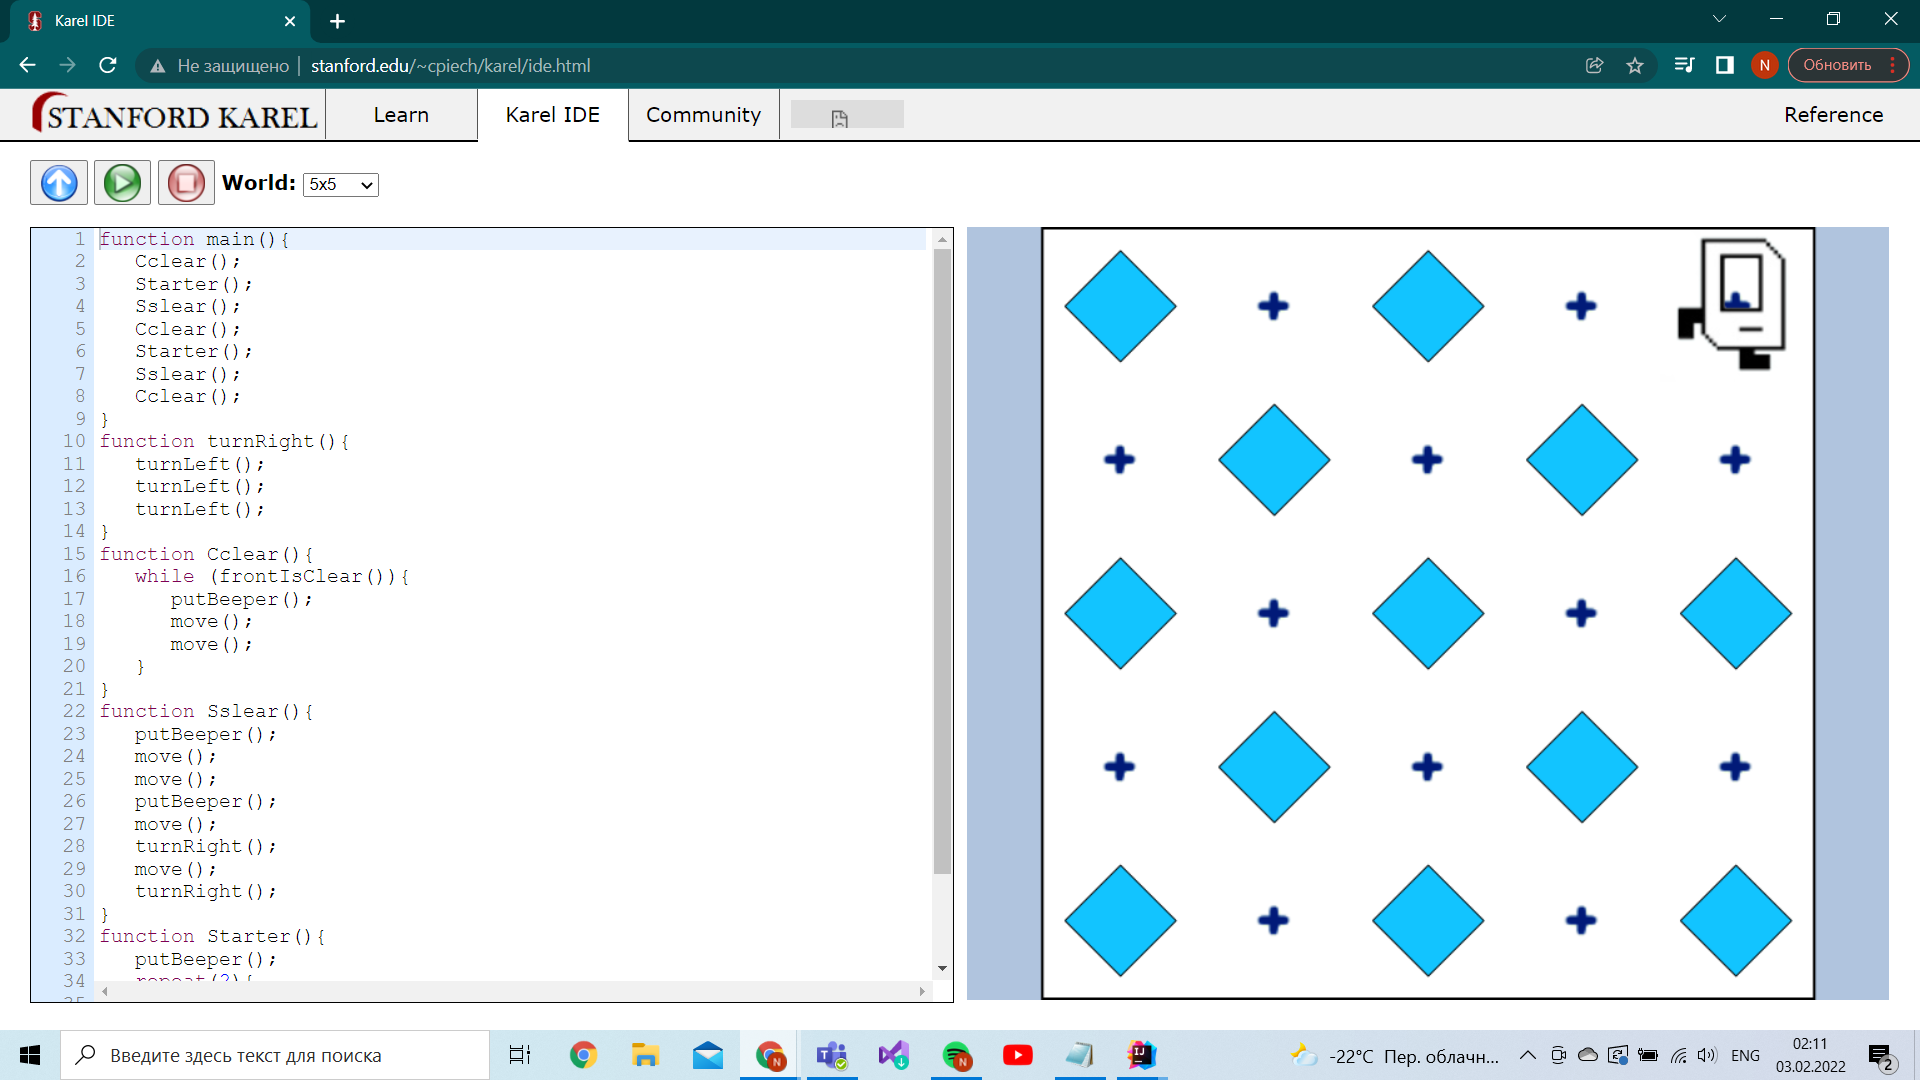 Karel IDE
Не защищено | stanford.edu/~cpiech/karel/ide.html
N
Обновить
STANFORD KAREL
Learn
Karel IDE
Community
Reference
World: 5x5
1 function main(){
2 Cclear();
3 Starter();
4 Sslear();
5 Cclear();
6 Starter();
7 Sslear();
8 Cclear();
9 }
10 function turnRight(){
11 turnLeft();
12 turnLeft();
13 turnLeft();
14 }
15 function Cclear(){
16 while (frontIsClear()){
17 putBeeper();
18 move();
19 move();
20 }
21 }
22 function Sslear(){
23 putBeeper();
24 move();
25 move();
26 putBeeper();
27 move();
28 turnRight();
29 move();
30 turnRight();
31 }
32 function Starter(){
33 putBeeper();
34 repeat(2){
35
Введите здесь текст для поиска
-22°C Пер. облачн...
ENG
02:11
03.02.2022
2